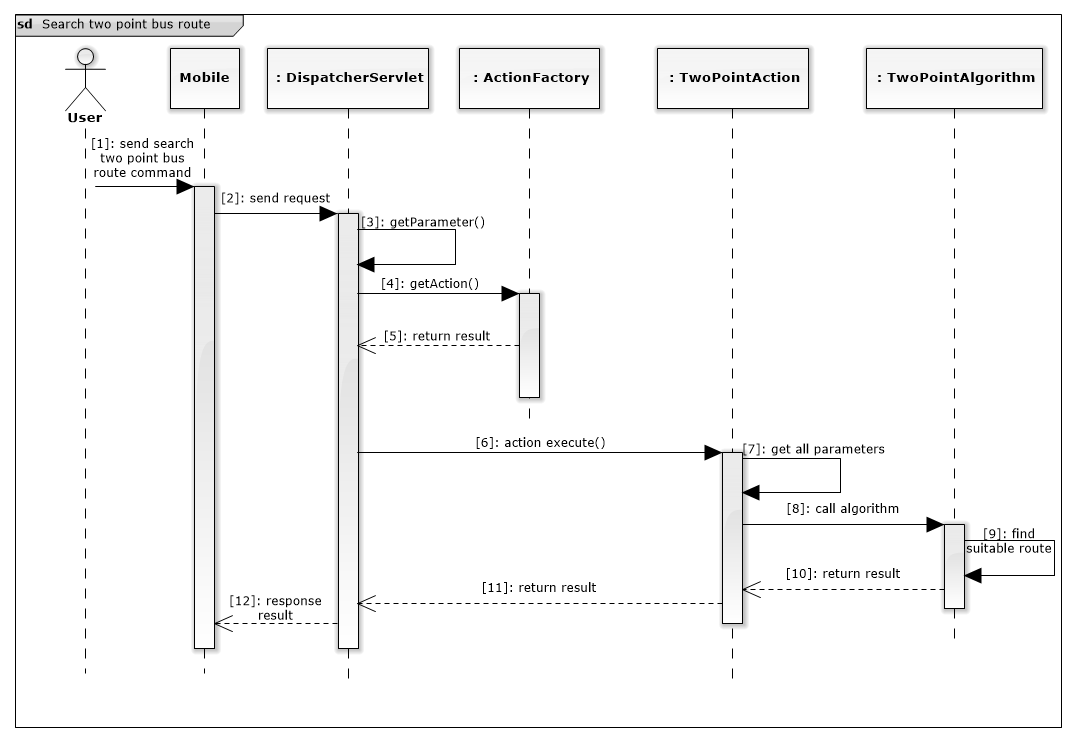 sd Search two point bus route
User
Mobile
: DispatcherServlet
: ActionFactory
: TwoPointAction
: TwoPointAlgorithm
[1]: send search
two point bus
route command
[2]: send request
[3]: getParameter()
[4]: getAction()
[5]: return result
[6]: action execute()
[7]: get all parameters
[8]: call algorithm
[9]: find
suitable route
[10]: return result
[11]: return result
[12]: response
result